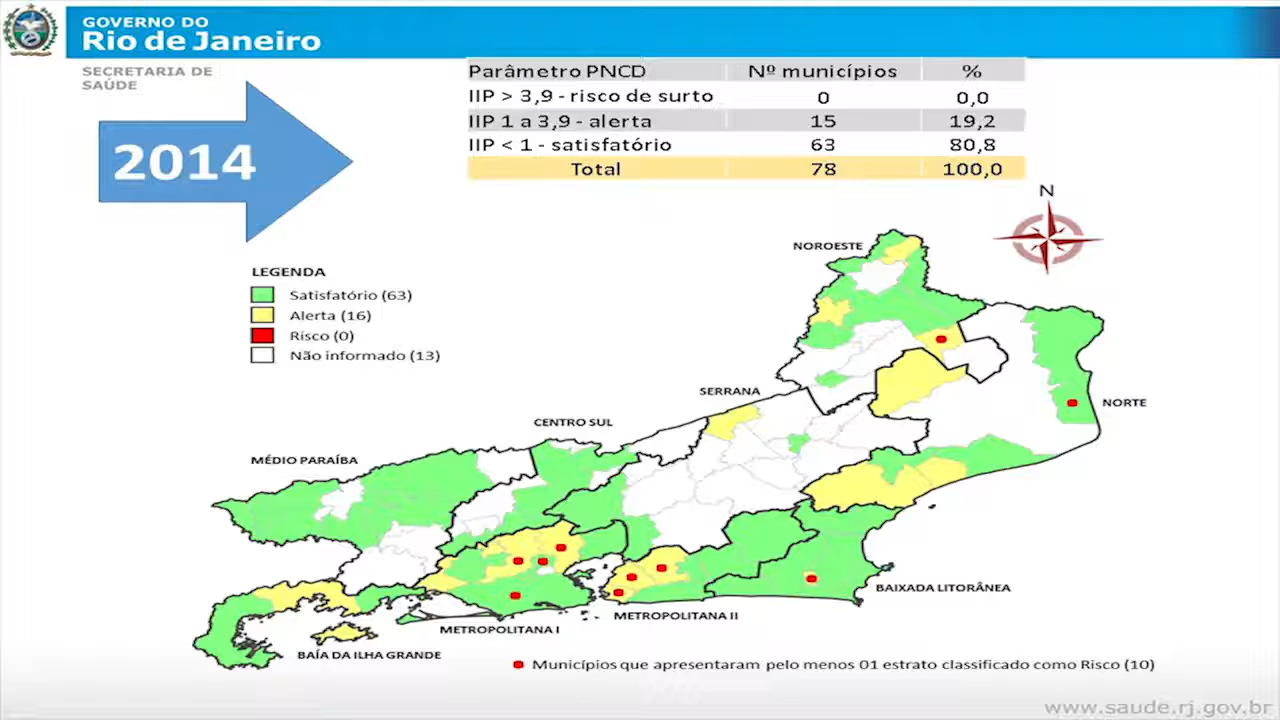 GOVERNO DO
Rio de Janeiro
SECRETARIA DE
SAÚDE
2014
Parâmetro PNCD Nº municípios %
IIP > 3,9 - risco de surto 0 0,0
IIP 1 a 3,9 - alerta 15 19,2
IIP < 1 - satisfatório 63 80,8
Total 78 100,0
N
NOROESTE
LEGENDA
Satisfatório (63)
Alerta (16)
Risco (0)
Não informado (13)
SERRANA
NORTE
CENTRO SUL
MÉDIO PARAÍBA
BAIXADA LITORÂNEA
METROPOLITANA II
METROPOLITANA I
BAÍA DA ILHA GRANDE
Municípios que apresentaram pelo menos 01 estrato classificado como Risco (10)
www.saude.rj.gov.br